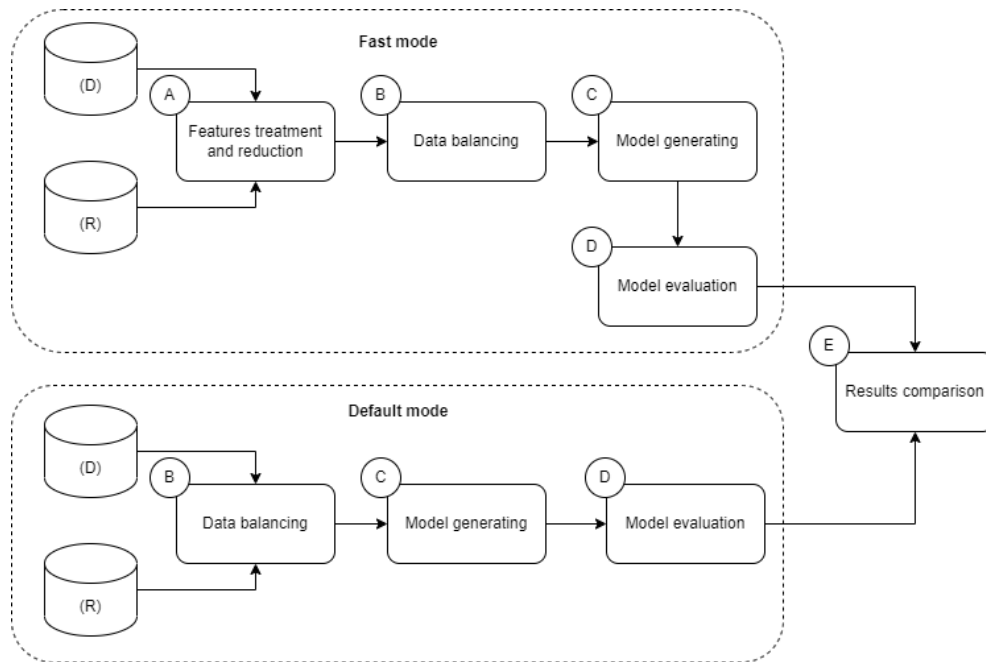 Fast mode
(D)
(R)
A
Features treatment
and reduction
B
Data balancing
C
Model generating
D
Model evaluation
E
Results comparison
Default mode
(D)
(R)
B
Data balancing
C
Model generating
D
Model evaluation